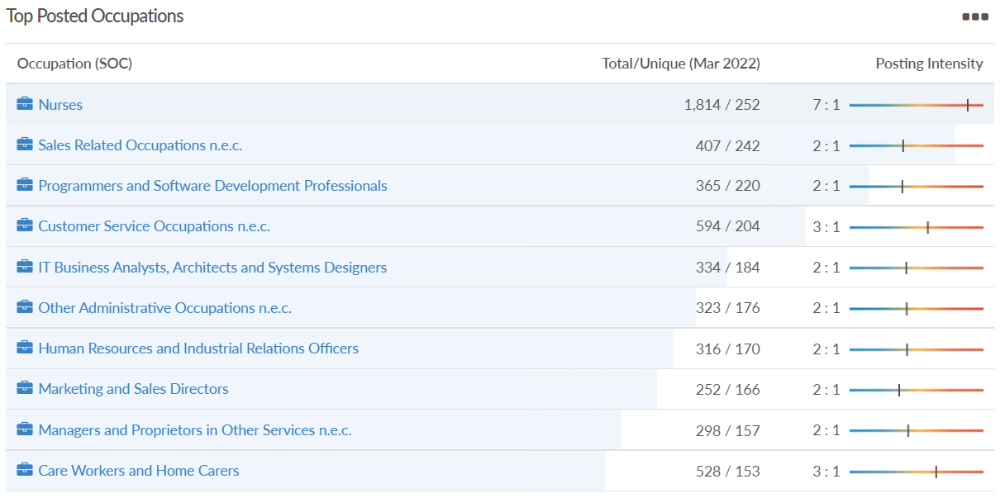 Top Posted Occupations
Occupation (SOC) Total/Unique (Mar 2022) Posting Intensity
Nurses 1,814 / 252 7 : 1
Sales Related Occupations n.e.c. 407 / 242 2 : 1
Programmers and Software Development Professionals 365 / 220 2 : 1
Customer Service Occupations n.e.c. 594 / 204 3 : 1
IT Business Analysts, Architects and Systems Designers 334 / 184 2 : 1
Other Administrative Occupations n.e.c. 323 / 176 2 : 1
Human Resources and Industrial Relations Officers 316 / 170 2 : 1
Marketing and Sales Directors 252 / 166 2 : 1
Managers and Proprietors in Other Services n.e.c. 298 / 157 2 : 1
Care Workers and Home Carers 528 / 153 3 : 1